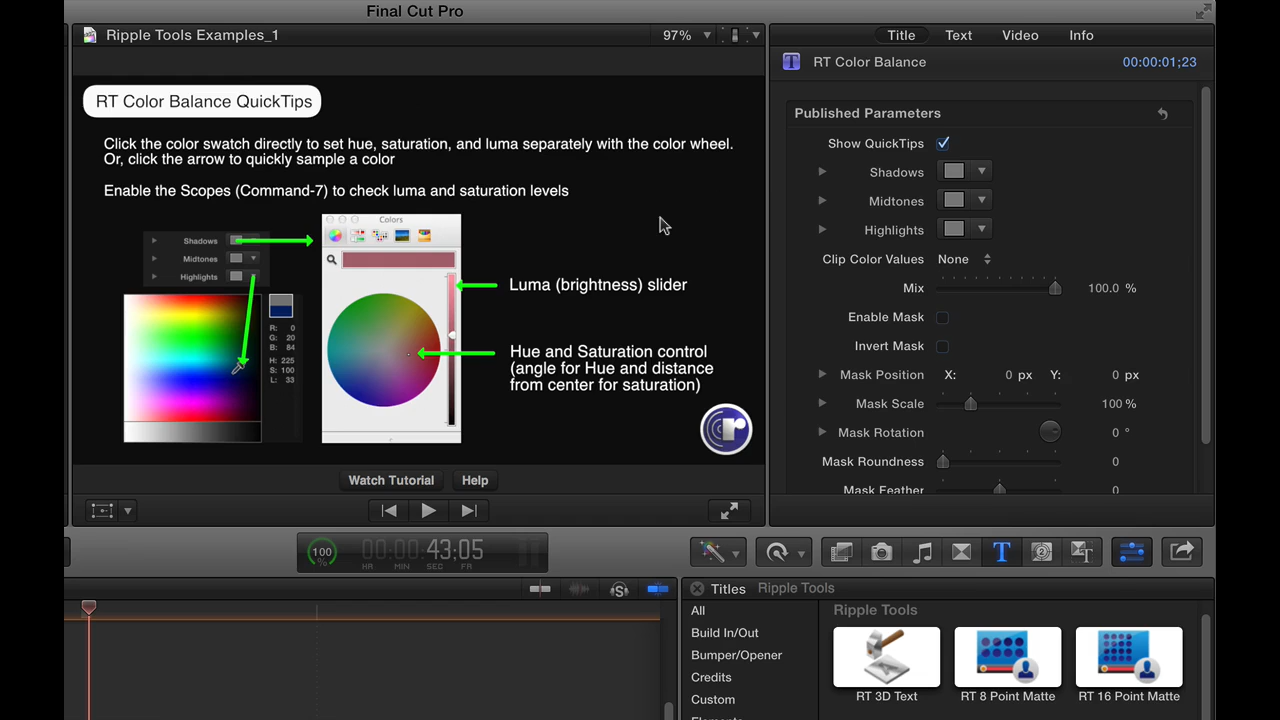 Final Cut Pro
Ripple Tools Examples_1
97%
Title Text Video Info
RT Color Balance
00:00:01;23
RT Color Balance QuickTips
Click the color swatch directly to set hue, saturation, and luma separately with the color wheel.
Or, click the arrow to quickly sample a color
Enable the Scopes (Command-7) to check luma and saturation levels
Colors
Shadows
Midtones
Highlights
R: 0
G: 20
B: 84
H: 225
S: 100
L: 33
Luma (brightness) slider
Hue and Saturation control
(angle for Hue and distance
from center for saturation)
r
Watch Tutorial Help
Published Parameters
Show QuickTips
Shadows
Midtones
Highlights
Clip Color Values None
Mix 100.0 %
Enable Mask
Invert Mask
Mask Position X: 0 px Y: 0 px
Mask Scale 100 %
Mask Rotation 0 °
Mask Roundness 0
Mask Feather 0
100
%
00:00:43:05
HR MIN SEC FR
Titles Ripple Tools
All
Build In/Out
Bumper/Opener
Credits
Custom
Elements
Ripple Tools
RT 3D Text
RT 8 Point Matte
RT 16 Point Matte